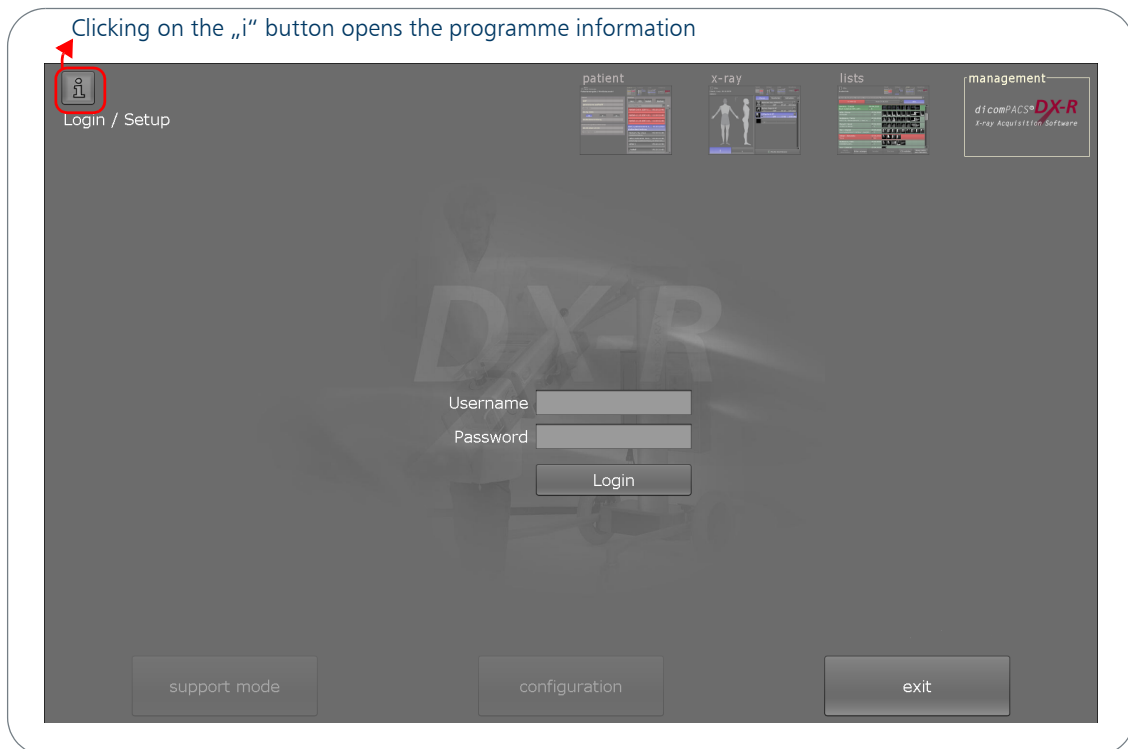 Clicking on the „i“ button opens the programme information
i
patient
x-ray
lists
management
Login / Setup
dicomPACS® DX-R
X-ray Acquisition Software
DX-R
Username
Password
Login
support mode
configuration
exit